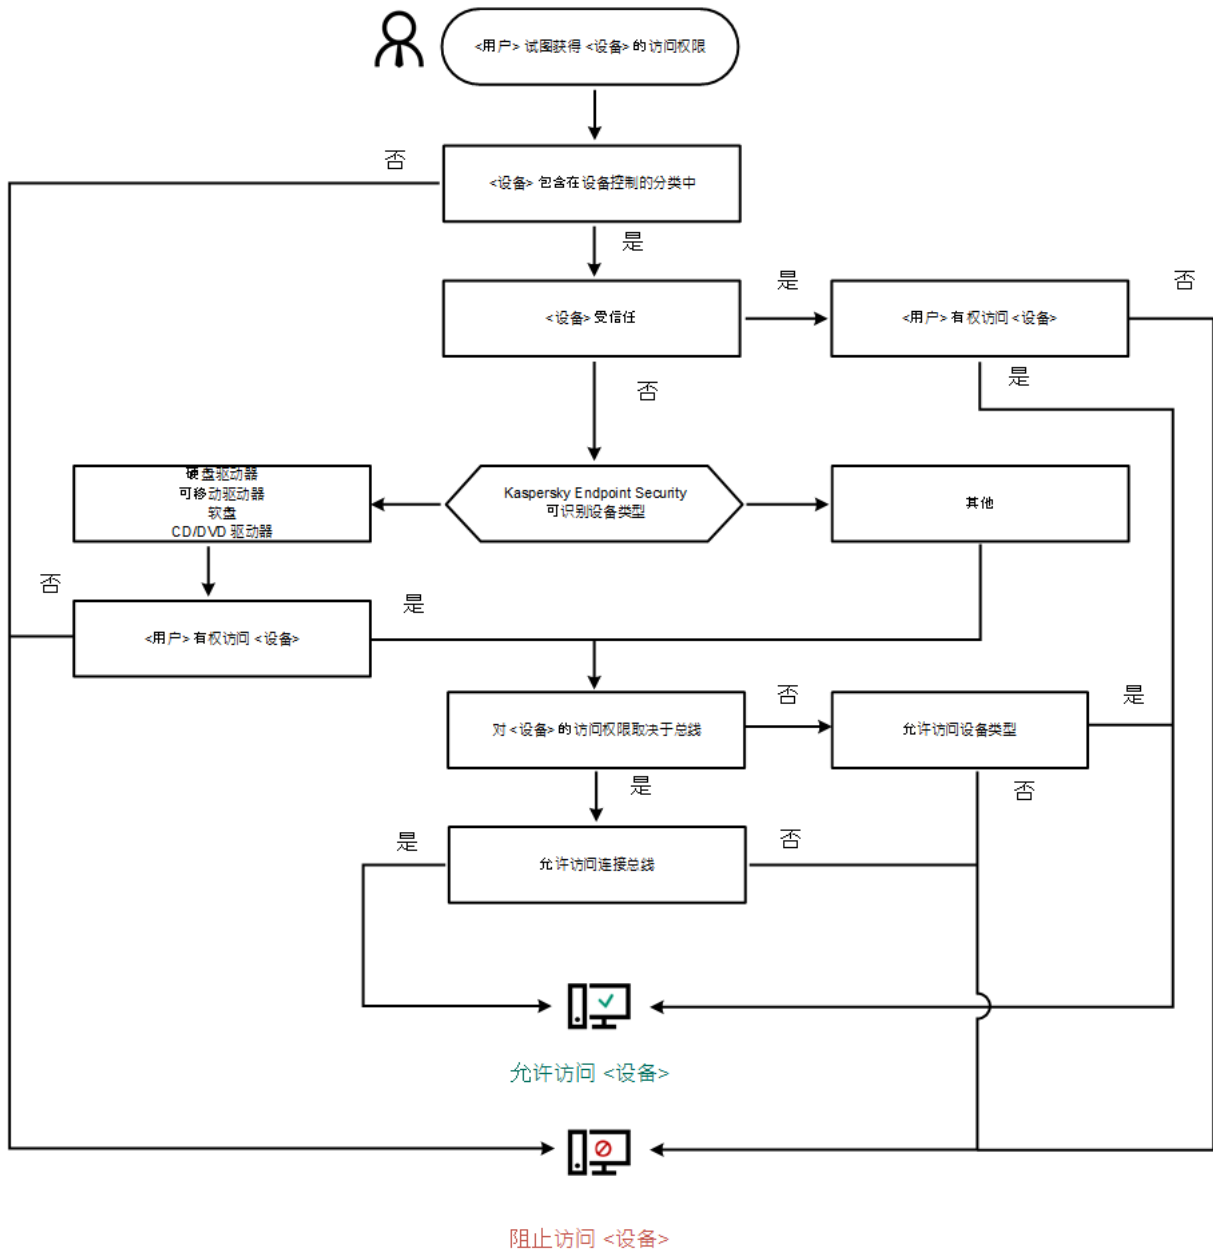 <用户> 试图获得 <设备> 的访问权限
否
<设备> 包含在设备控制的分类中
是
是
否
<设备> 受信任
<用户> 有权访问 <设备>
否
是
硬盘驱动器
可移动驱动器
软盘
CD/DVD 驱动器
Kaspersky Endpoint Security
可识别设备类型
其他
否
是
<用户> 有权访问 <设备>
否
是
对 <设备> 的访问权限取决于总线
允许访问设备类型
是
否
是
否
允许访问连接总线
允许访问 <设备>
阻止访问 <设备>